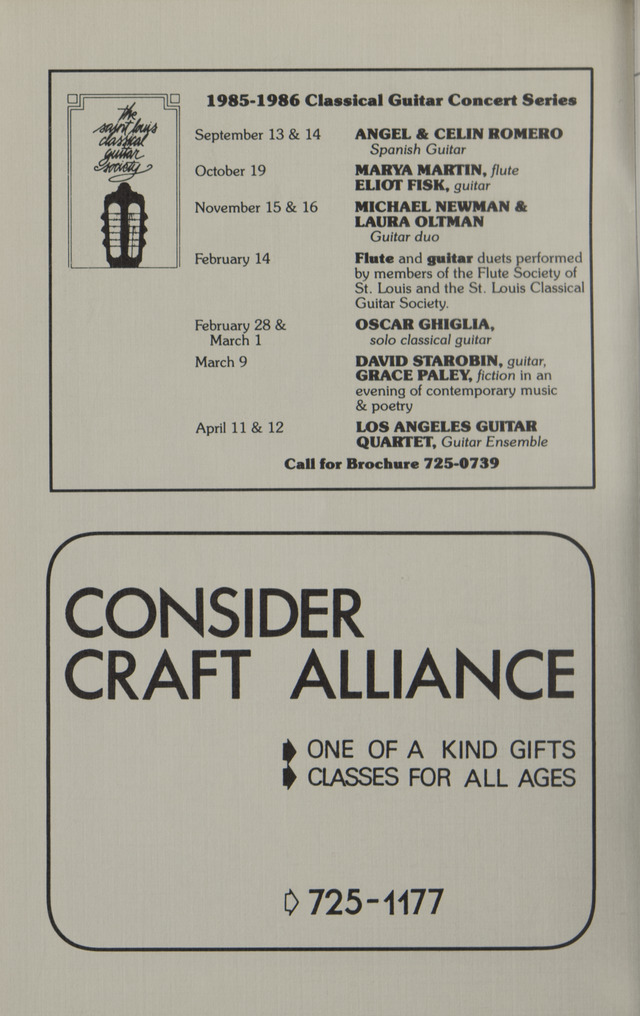 the
saint louis
classical
guitar
society
1985-1986 Classical Guitar Concert Series
September 13 & 14
ANGEL & CELIN ROMERO
Spanish Guitar
October 19
MARYA MARTIN, flute
ELIOT FISK, guitar
November 15 & 16
MICHAEL NEWMAN &
LAURA OLTMAN
Guitar duo
February 14
Flute and guitar duets performed
by members of the Flute Society of
St. Louis and the St. Louis Classical
Guitar Society.
February 28 &
March 1
OSCAR GHIGLIA,
solo classical guitar
March 9
DAVID STAROBIN, guitar,
GRACE PALEY, fiction in an
evening of contemporary music
& poetry
April 11 & 12
LOS ANGELES GUITAR
QUARTET, Guitar Ensemble
Call for Brochure 725-0739
CONSIDER
CRAFT ALLIANCE
ONE OF A KIND GIFTS
CLASSES FOR ALL AGES
725-1177